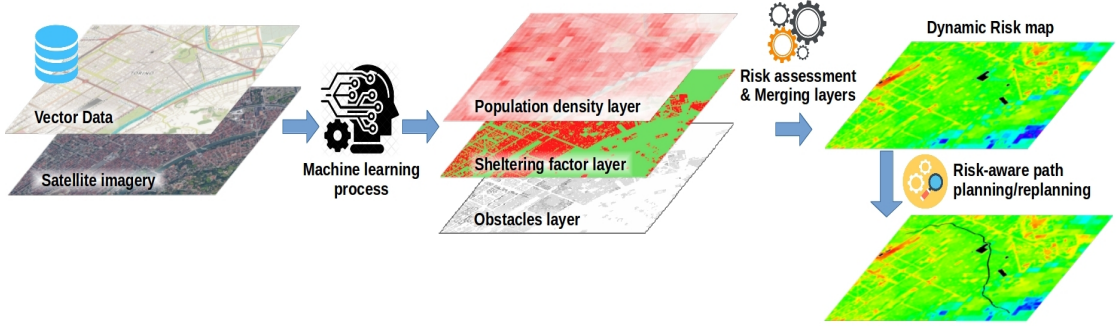 Vector Data
Satellite imagery
Machine learning
process
Population density layer
Sheltering factor layer
Obstacles layer
Risk assessment
& Merging layers
Dynamic Risk map
Risk-aware path
planning/replanning